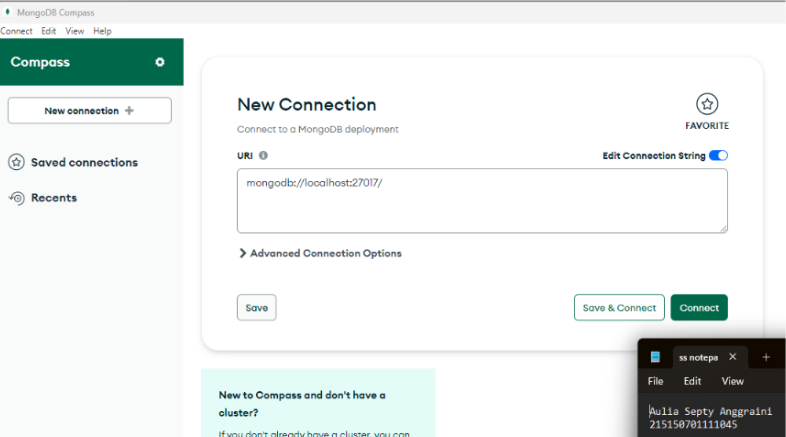 MongoDB Compass
Connect Edit View Help
Compass
New connection +
Saved connections
Recents
New Connection
Connect to a MongoDB deployment
FAVORITE
URI
Edit Connection String
mongodb://localhost:27017/
Advanced Connection Options
Save
Save & Connect
Connect
New to Compass and don't have a
cluster?
If you don't already have a cluster, you can
ss notepa
File Edit View
Aulia Septy Anggraini
215150701111045